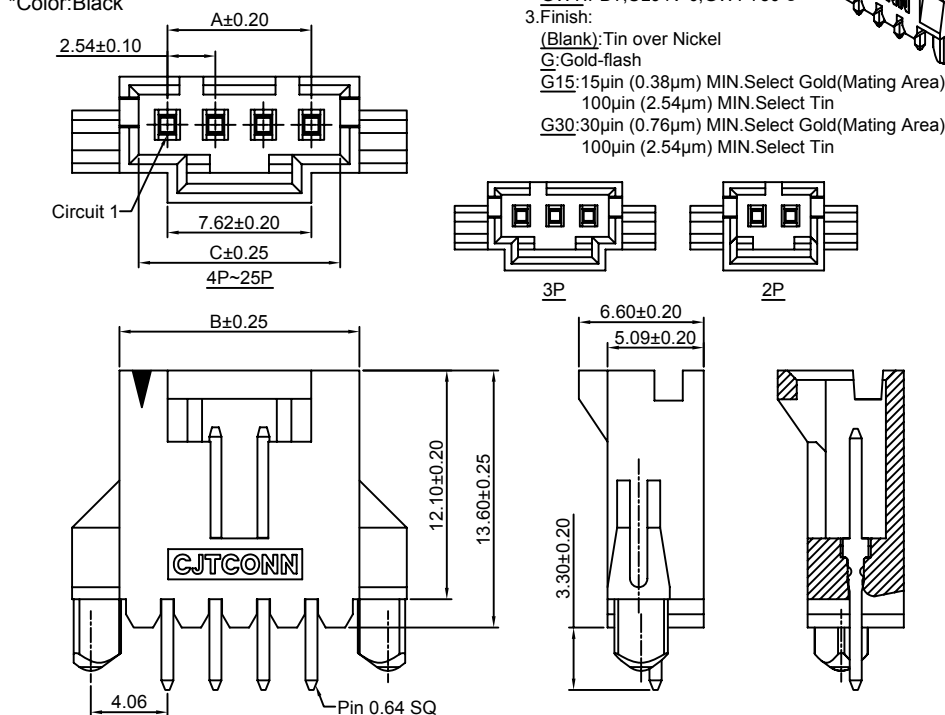 *Color:Black
3.Finish:
(Blank):Tin over Nickel
G:Gold-flash
G15:15μin (0.38μm) MIN.Select Gold(Mating Area)
100μin (2.54μm) MIN.Select Tin
G30:30μin (0.76μm) MIN.Select Gold(Mating Area)
100μin (2.54μm) MIN.Select Tin
A±0.20
2.54±0.10
Circuit 1
7.62±0.20
C±0.25
4P~25P
3P
2P
B±0.25
6.60±0.20
5.09±0.20
12.10±0.20
13.60±0.25
3.30±0.20
CJTCONN
4.06
Pin 0.64 SQ